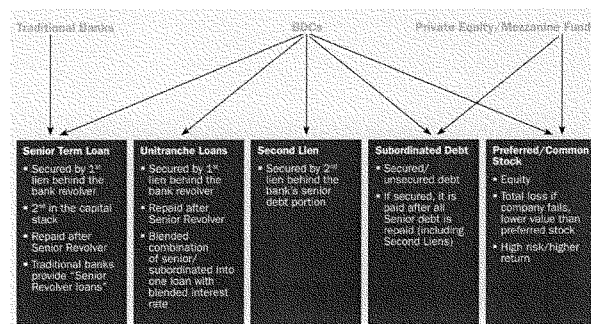 Traditional Banks
BDCs
Private Equity/Mezzanine Fund
Senior Term Loan
▪ Secured by 1st
lien behind the
bank revolver
▪ 2nd in the capital
stack
▪ Repaid after
Senior Revolver
▪ Traditional banks
provide "Senior
Revolver loans"
Unitranche Loans
▪ Secured by 1st
lien behind the
bank revolver
▪ Repaid after
Senior Revolver
▪ Blended
combination
of senior/
subordinated into
one loan with
blended interest
rate
Second Lien
▪ Secured by 2nd
lien behind the
bank's senior
debt portion
Subordinated Debt
▪ Secured/
unsecured debt
▪ If secured, it is
paid after all
Senior debt is
repaid (including
Second Liens)
Preferred/Common
Stock
▪ Equity
▪ Total loss if
company fails,
lower value than
preferred stock
▪ High risk/higher
return